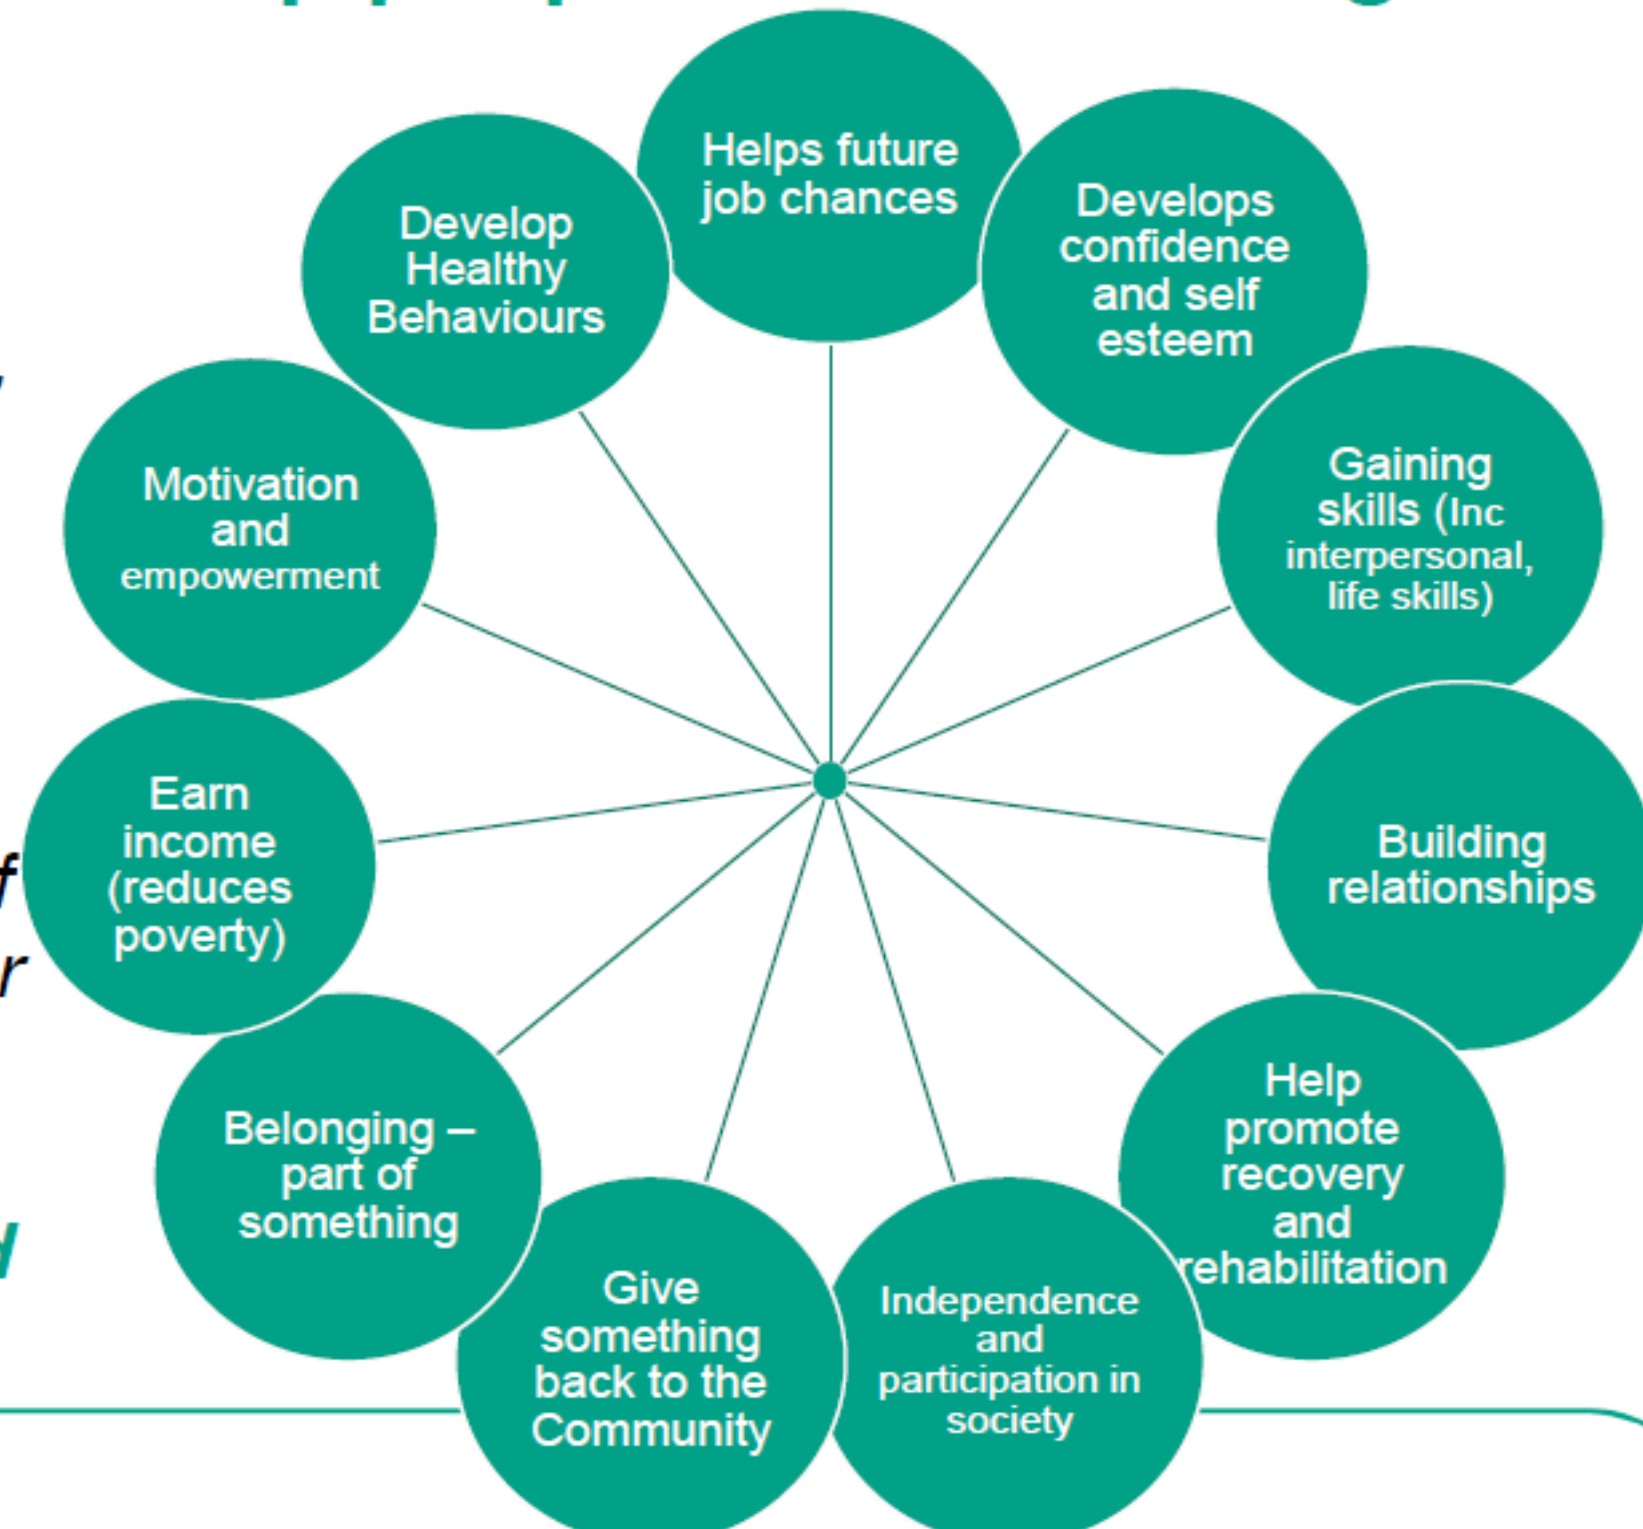 Helps future
job chances
Develops
confidence
and self
esteem
Gaining
skills (Inc
interpersonal,
life skills)
Building
relationships
Help
promote
recovery
and
rehabilitation
Independence
and
participation in
society
Give
something
back to the
Community
Belonging –
part of
something
Earn
income
(reduces
poverty)
Motivation
and
empowerment
Develop
Healthy
Behaviours